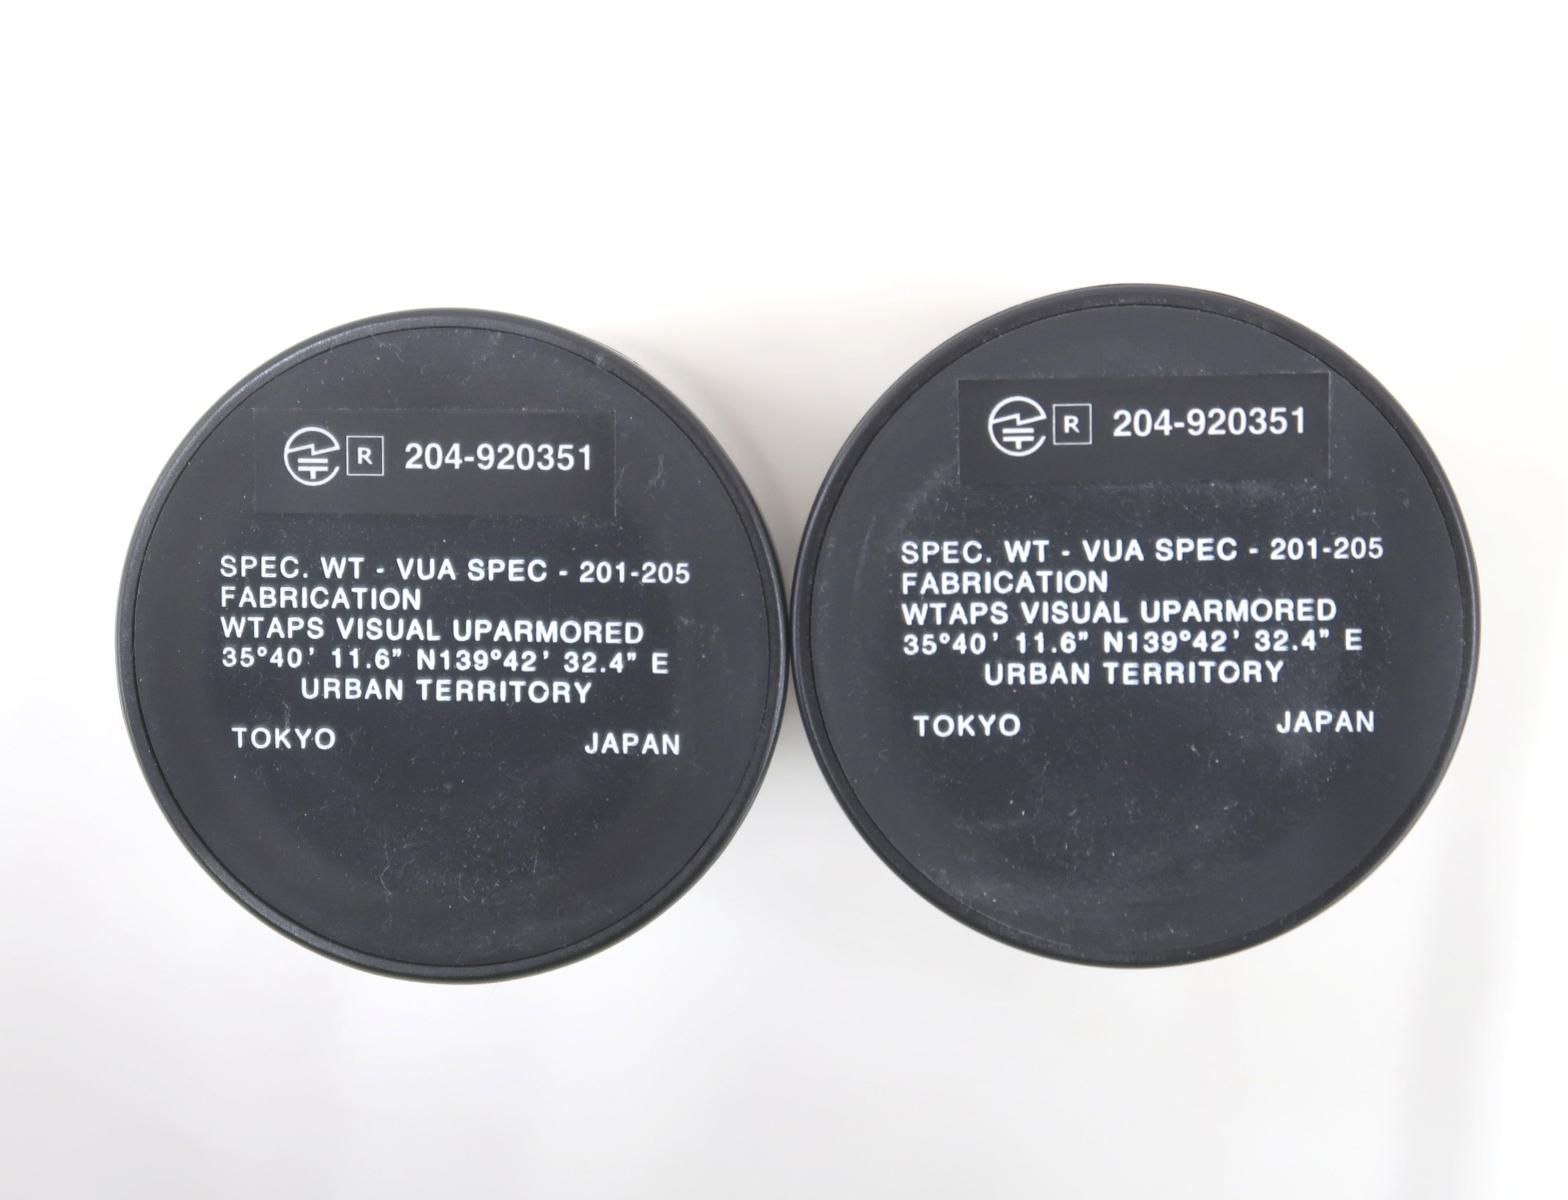 R 204-920351
SPEC. WT - VUA SPEC - 201-205
FABRICATION
WTAPS VISUAL UPARMORED
35°40’ 11.6” N139°42’ 32.4” E
URBAN TERRITORY
TOKYO JAPAN
R 204-920351
SPEC. WT - VUA SPEC - 201-205
FABRICATION
WTAPS VISUAL UPARMORED
35°40’ 11.6” N139°42’ 32.4” E
URBAN TERRITORY
TOKYO JAPAN